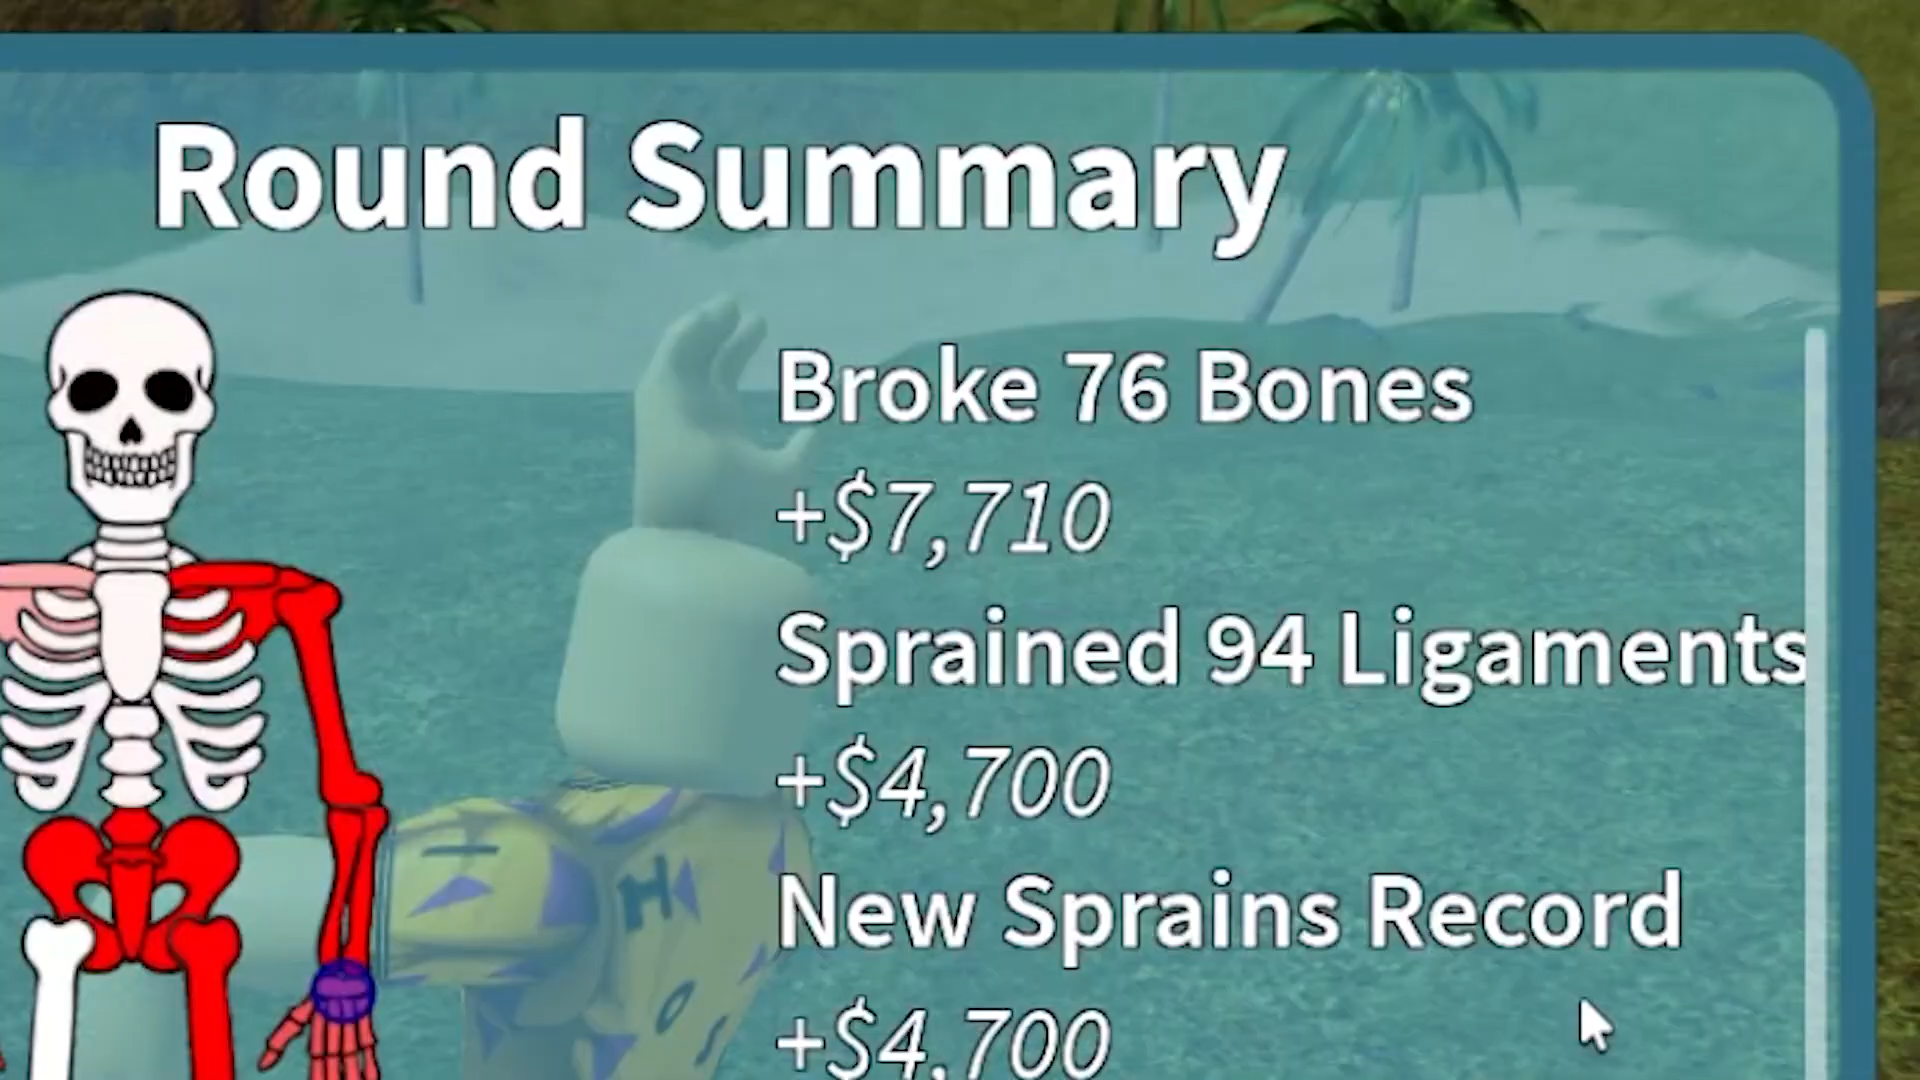 Round Summary
Broke 76 Bones
+$7,710
Sprained 94 Ligaments
+$4,700
New Sprains Record
+$4,700